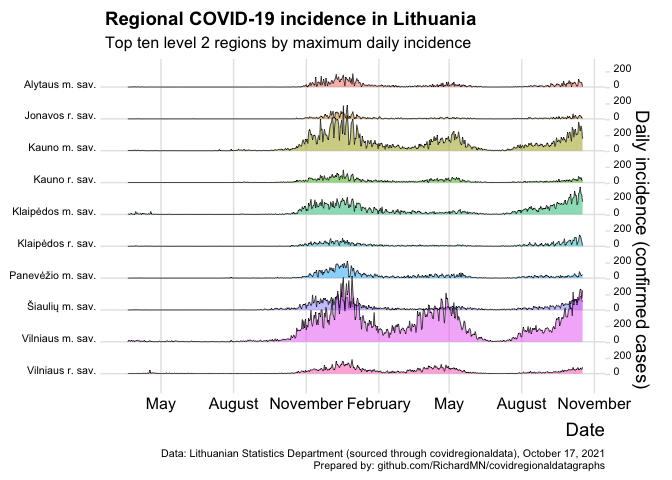 Regional COVID-19 incidence in Lithuania
Top ten level 2 regions by maximum daily incidence
Alytaus m. sav.
Jonavos m. sav.
Kauno m. sav.
Kauno r. sav.
Klaipėdos m. sav.
Klaipėdos r. sav.
Panevėžio m. sav.
Šiaulių m. sav.
Vilniaus m. sav.
Vilniaus r. sav.
200
0
200
0
200
0
200
0
200
0
200
0
200
0
200
0
200
0
200
0
Daily incidence (confirmed cases)
May August November February May August November
Date
Data: Lithuanian Statistics Department (sourced through covidregionaldata), October 17, 2021
Prepared by: github.com/RichardMN/covidregionaldatagraphs